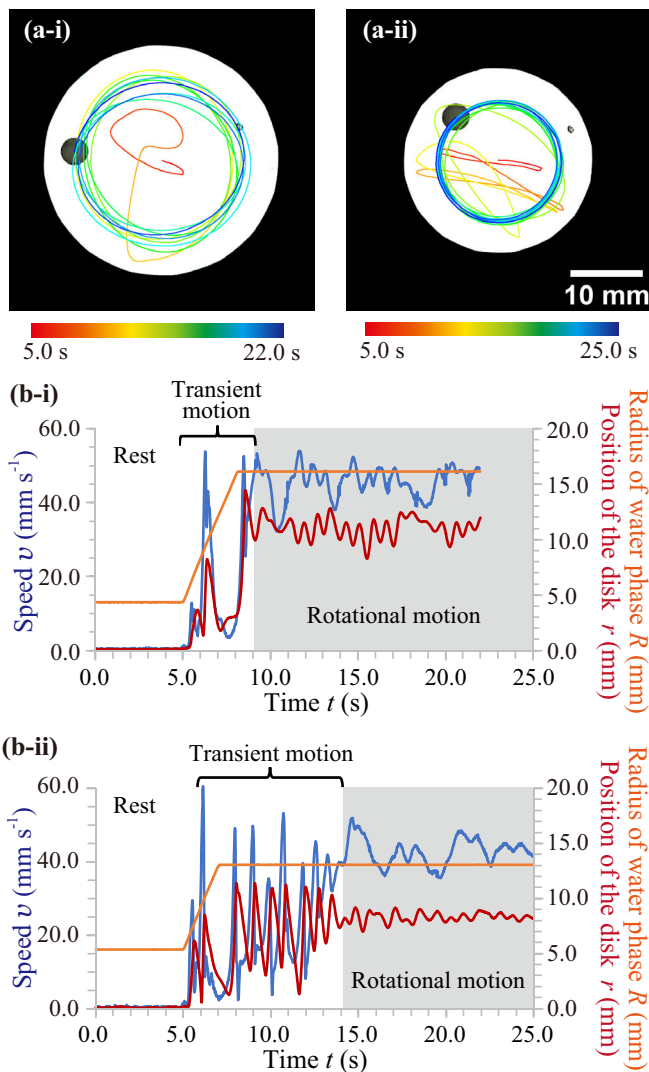 (a-i)
(a-ii)
10 mm
5.0 s
22.0 s
5.0 s
25.0 s
(b-i)
Transient
motion
60.0
40.0
20.0
0.0
Speed υ (mm s⁻¹)
Rest
Rotational motion
20.0
15.0
10.0
5.0
0.0
Position of the disk r (mm)
Radius of water phase R (mm)
0.0
5.0
10.0
15.0
20.0
25.0
Time t (s)
(b-ii)
Transient motion
60.0
40.0
20.0
0.0
Speed υ (mm s⁻¹)
Rest
Rotational motion
20.0
15.0
10.0
5.0
0.0
Position of the disk r (mm)
Radius of water phase R (mm)
0.0
5.0
10.0
15.0
20.0
25.0
Time t (s)